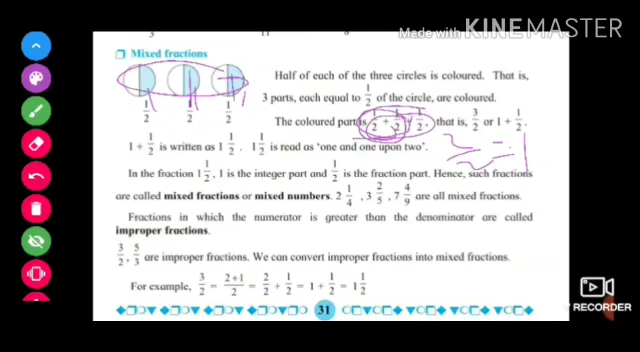 Made with KINEMASTER
3 11 8
❐ Mixed fractions
Half of each of the three circles is coloured. That is,
3 parts, each equal to 1/2 of the circle, are coloured.
1/2 1/2 1/2
The coloured part is 1/2 + 1/2 + 1/2, that is, 3/2 or 1 + 1/2.
1 + 1/2 is written as 1 1/2. 1 1/2 is read as ‘one and one upon two’.
In the fraction 1 1/2, 1 is the integer part and 1/2 is the fraction part. Hence, such fractions
are called mixed fractions or mixed numbers. 2 1/4, 3 2/5, 7 4/9 are all mixed fractions.
Fractions in which the numerator is greater than the denominator are called
improper fractions.
3/2, 5/3 are improper fractions. We can convert improper fractions into mixed fractions.
For example, 3/2 = 2+1/2 = 2/2 + 1/2 = 1 + 1/2 = 1 1/2
31
RECORDER